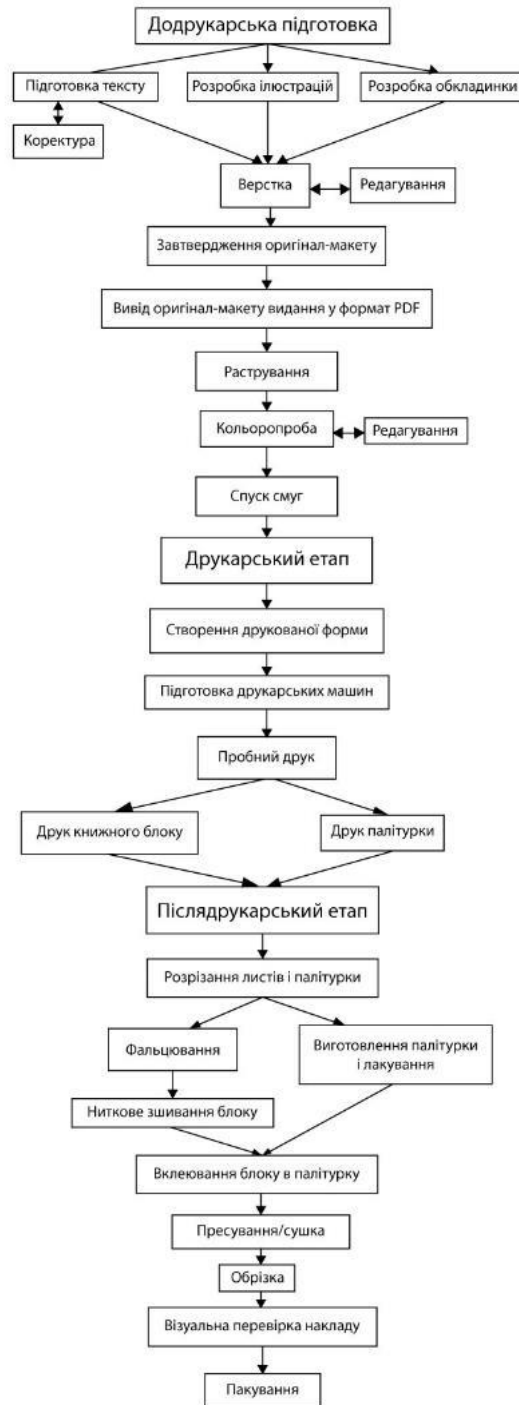 Додрукарська підготовка
Підготовка тексту
Розробка ілюстрацій
Розробка обкладинки
Коректура
Верстка
Редагування
Завтвердження оригінал-макету
Вивід оригінал-макету видання у формат PDF
Растрування
Кольоропроба
Редагування
Спуск смуг
Друкарський етап
Створення друкованої форми
Підготовка друкарських машин
Пробний друк
Друк книжного блоку
Друк палітурки
Післядрукарський етап
Розрізання листів і палітурки
Фальцювання
Виготовлення палітурки
і лакування
Ниткове зшивання блоку
Вклеювання блоку в палітурку
Пресування/сушка
Обрізка
Візуальна перевірка накладу
Пакування